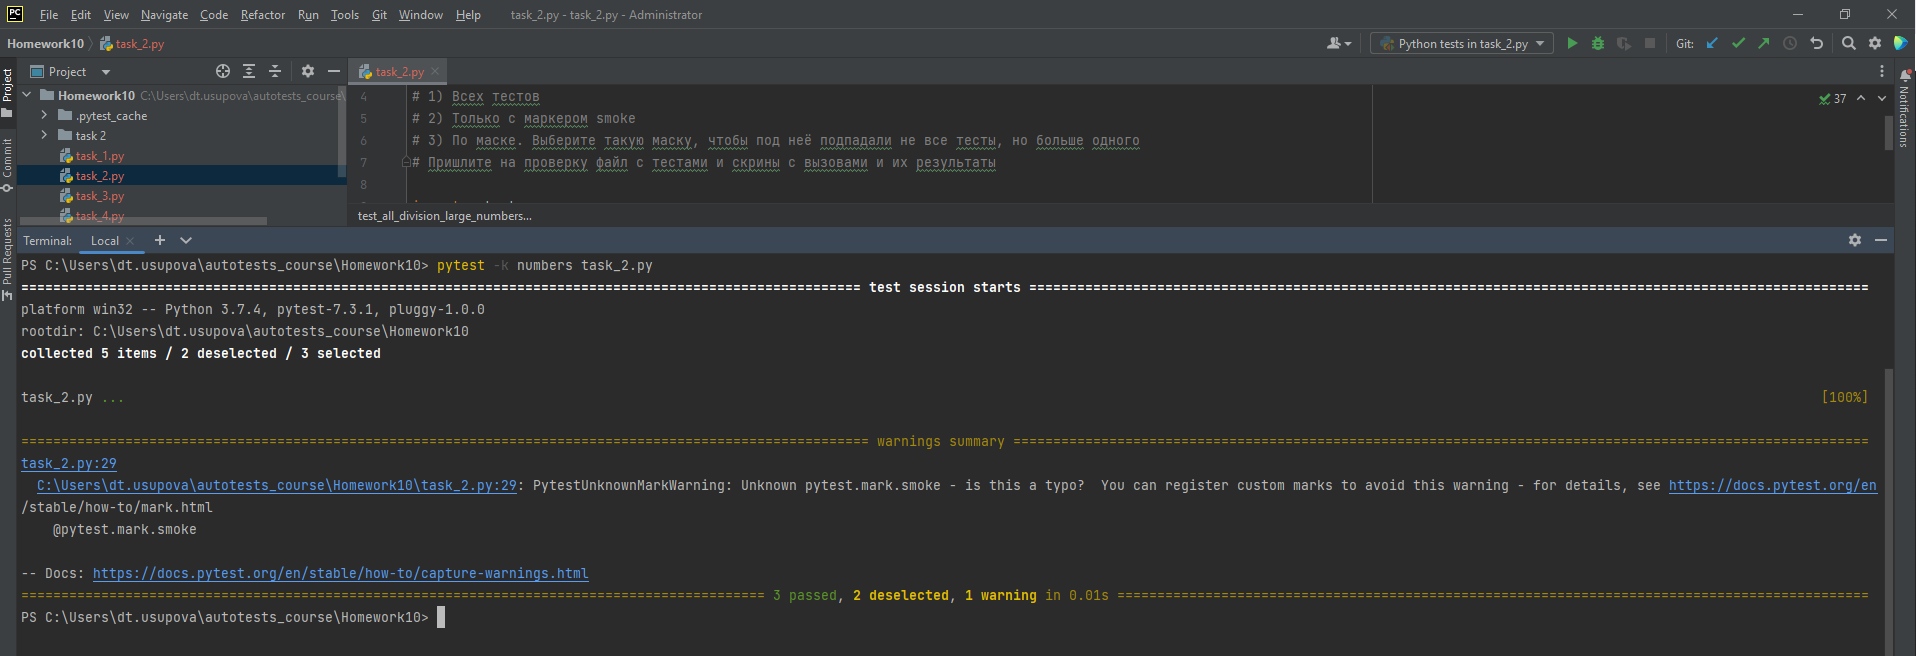 PC File Edit View Navigate Code Refactor Run Tools Git Window Help task_2.py - task_2.py - Administrator
Homework10 task_2.py Python tests in task_2.py Git:
Project task_2.py
Homework10 C:\Users\dt.usupova\autotests_course\
.pytest_cache
task 2
task_1.py
task_2.py
task_3.py
task_4.py
4 # 1) Всех тестов
5 # 2) Только с маркером smoke
6 # 3) По маске. Выберите такую маску, чтобы под неё подпадали не все тесты, но больше одного
7 # Пришлите на проверку файл с тестами и скрины с вызовами и их результаты
8
37
test_all_division_large_numbers...
Project
Commit
Pull Requests
Notifications
Terminal: Local
PS C:\Users\dt.usupova\autotests_course\Homework10> pytest -k numbers task_2.py
========================================================================================================= test session starts =========================================================================================================
platform win32 -- Python 3.7.4, pytest-7.3.1, pluggy-1.0.0
rootdir: C:\Users\dt.usupova\autotests_course\Homework10
collected 5 items / 2 deselected / 3 selected
task_2.py ... [100%]
========================================================================================================== warnings summary ===========================================================================================================
task_2.py:29
C:\Users\dt.usupova\autotests_course\Homework10\task_2.py:29: PytestUnknownMarkWarning: Unknown pytest.mark.smoke - is this a typo?  You can register custom marks to avoid this warning - for details, see https://docs.pytest.org/en
/stable/how-to/mark.html
@pytest.mark.smoke
-- Docs: https://docs.pytest.org/en/stable/how-to/capture-warnings.html
============================================================================================= 3 passed, 2 deselected, 1 warning in 0.01s ==============================================================================================
PS C:\Users\dt.usupova\autotests_course\Homework10>